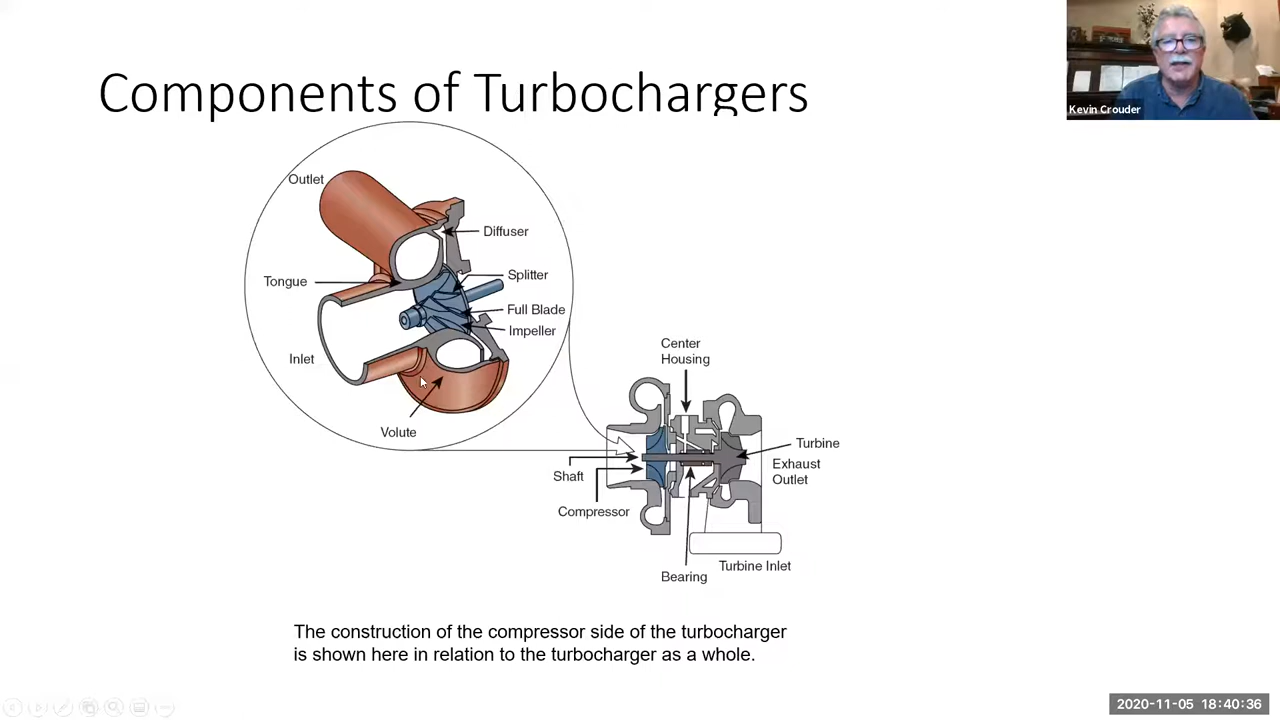 Components of Turbochargers
Kevin Crouder
Outlet
Diffuser
Splitter
Tongue
Full Blade
Impeller
Inlet
Volute
Center
Housing
Turbine
Exhaust
Outlet
Shaft
Compressor
Turbine Inlet
Bearing
The construction of the compressor side of the turbocharger
is shown here in relation to the turbocharger as a whole.
2020-11-05 18:40:36